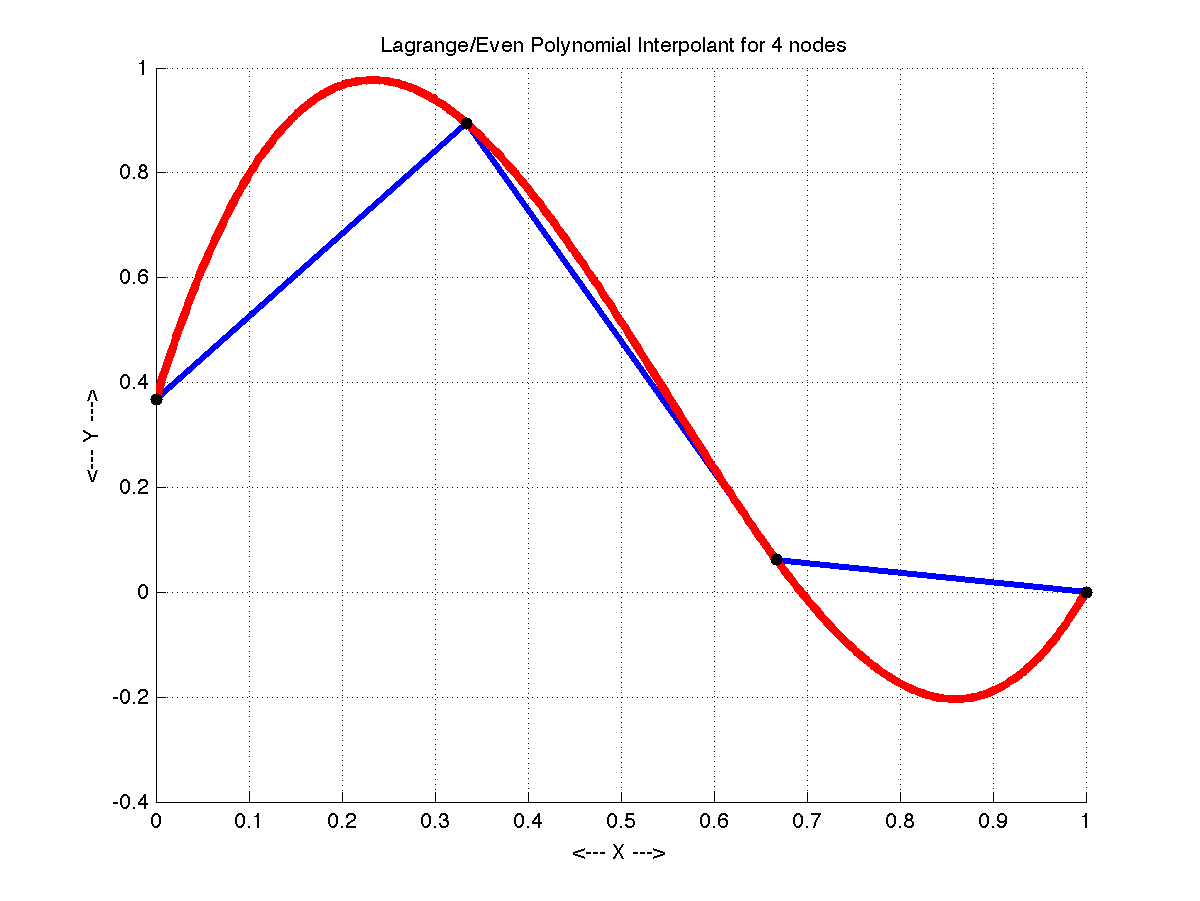 Lagrange/Even Polynomial Interpolant for 4 nodes
1
0.8
0.6
0.4
0.2
0
-0.2
-0.4
<--- Y --->
0 0.1 0.2 0.3 0.4 0.5 0.6 0.7 0.8 0.9 1
<--- X --->